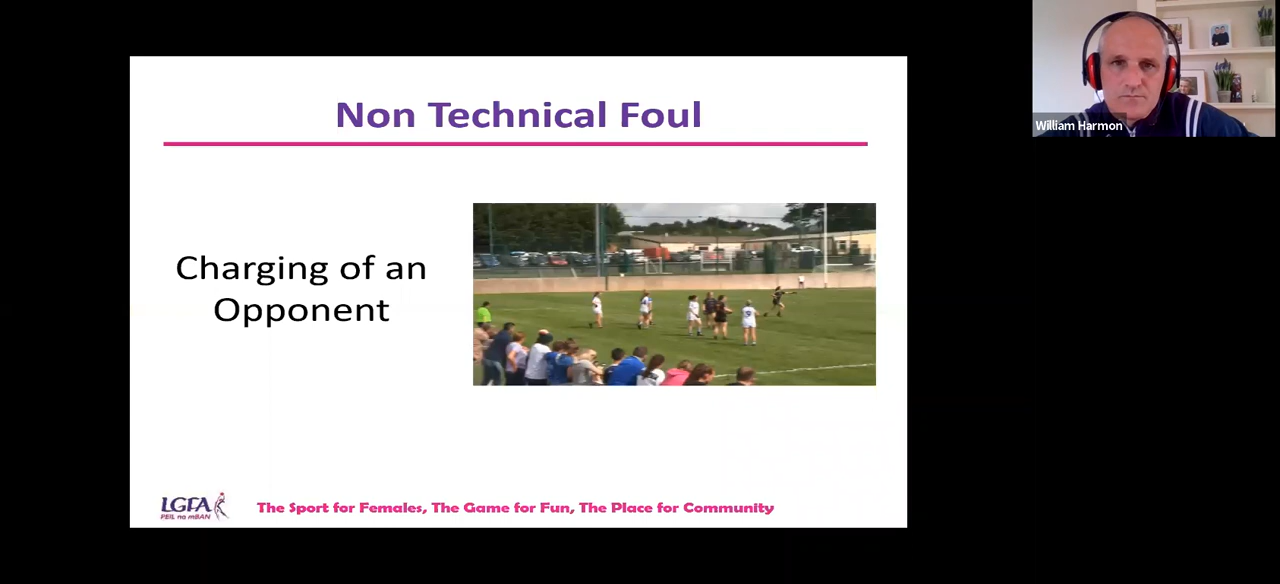 Non Technical Foul
Charging of an
Opponent
LGFA
PEIL na mBAN
The Sport for Females, The Game for Fun, The Place for Community
William Harmon